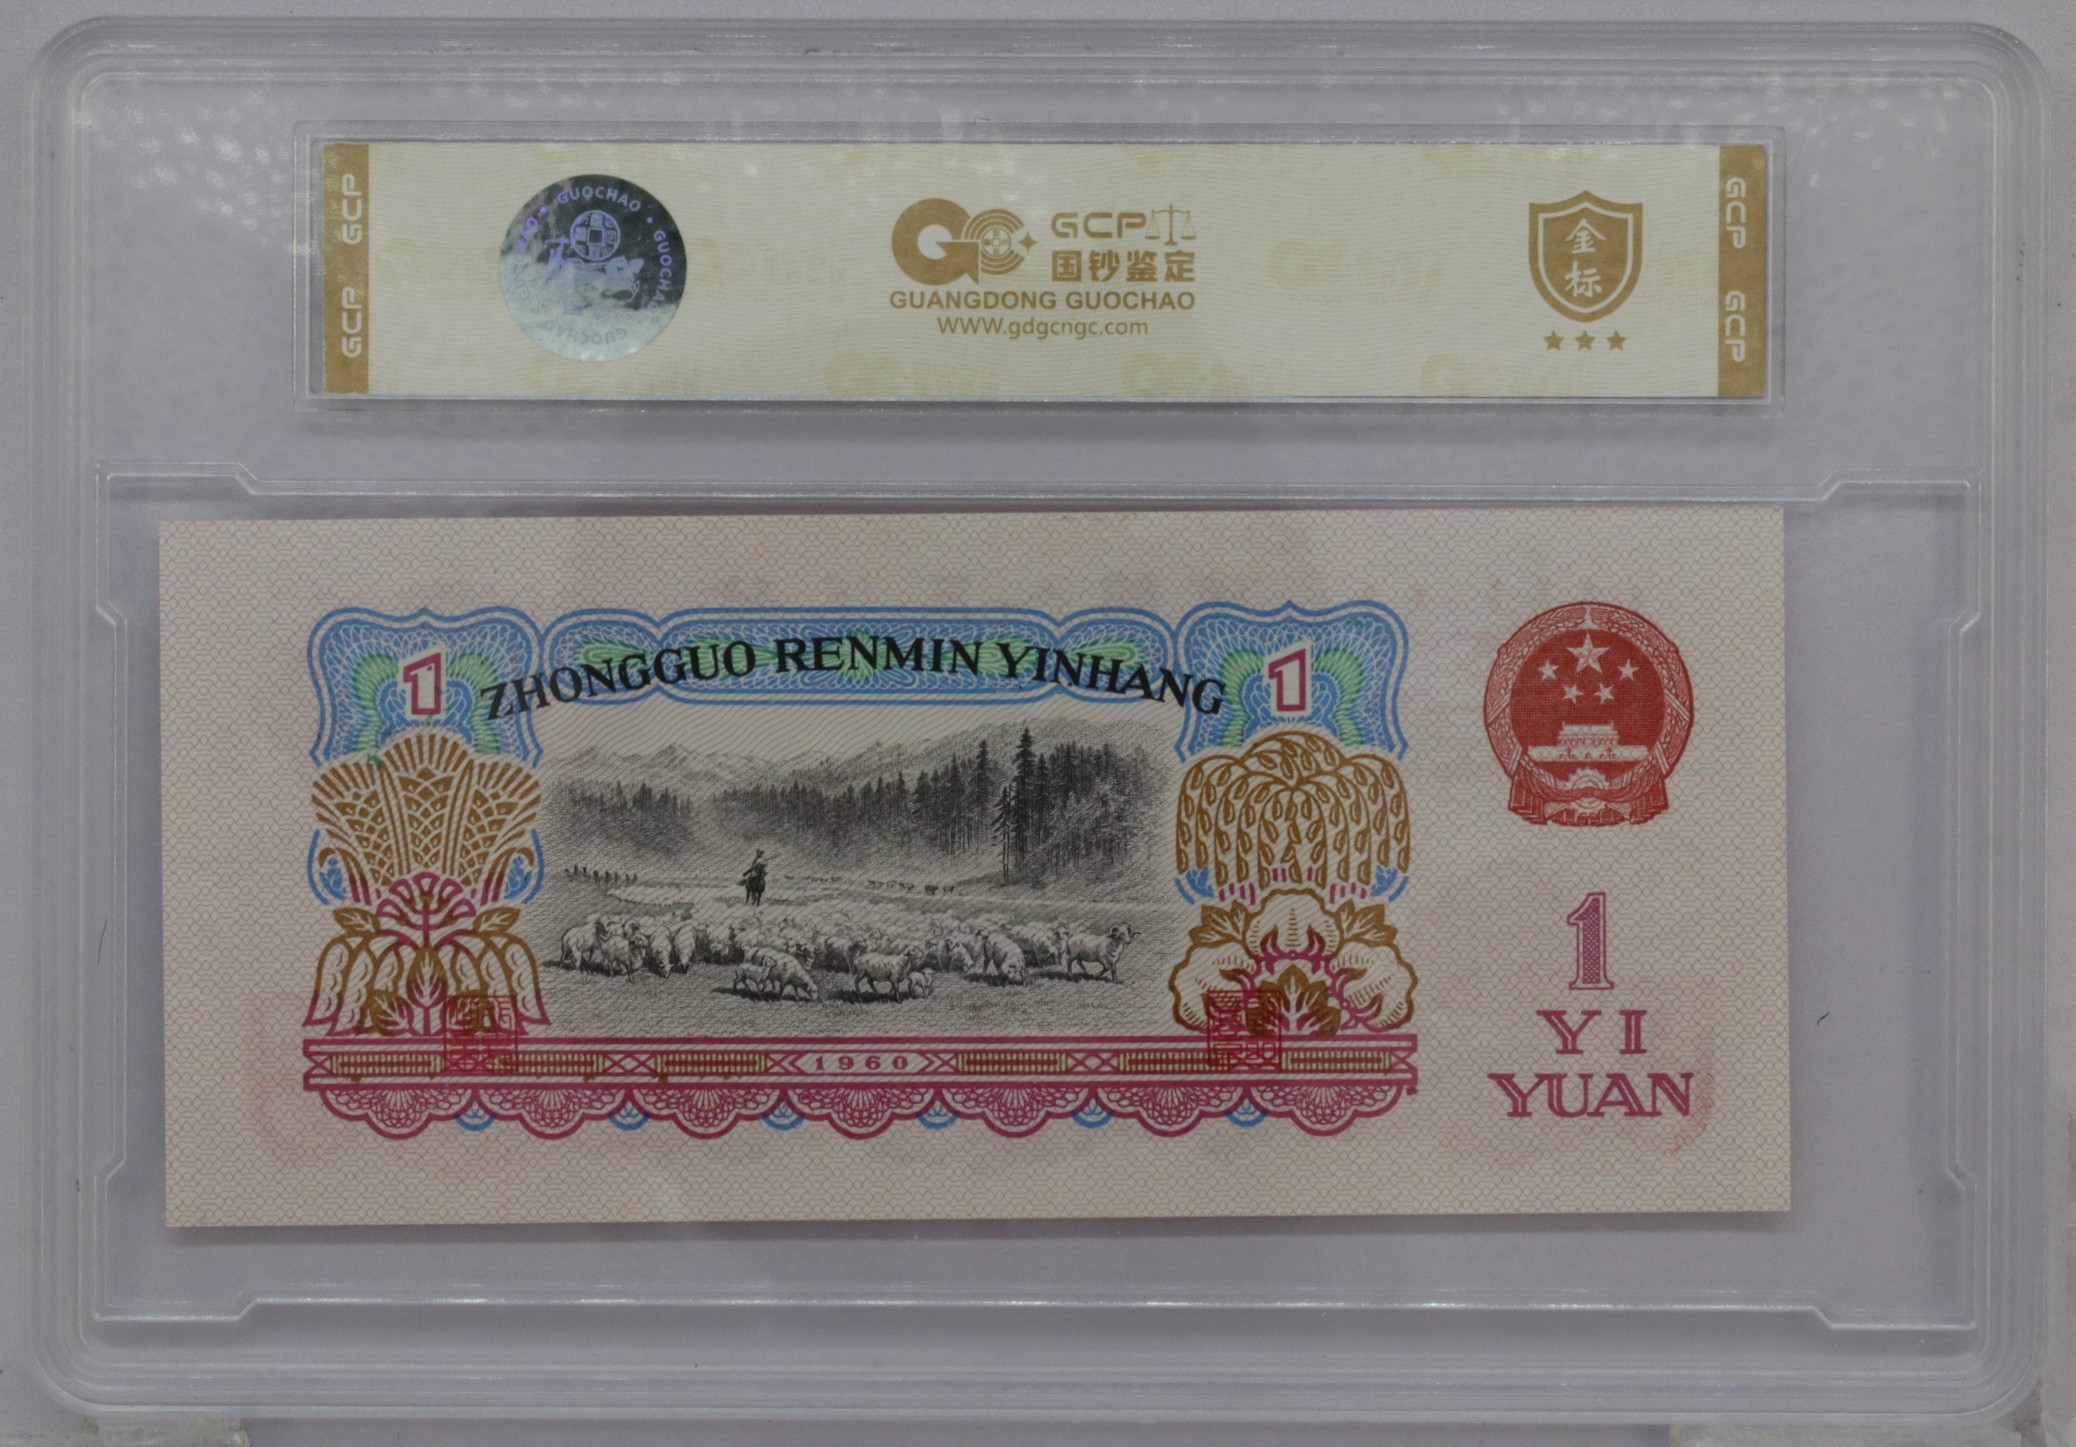 GCP GCP
GUOCHAO • GUOCHAO
GCP
国钞鉴定
GUANGDONG GUOCHAO
WWW.gdgcngc.com
金标
GCP GCP
ZHONGGUO RENMIN YINHANG
1
1
1960
1
YI
YUAN